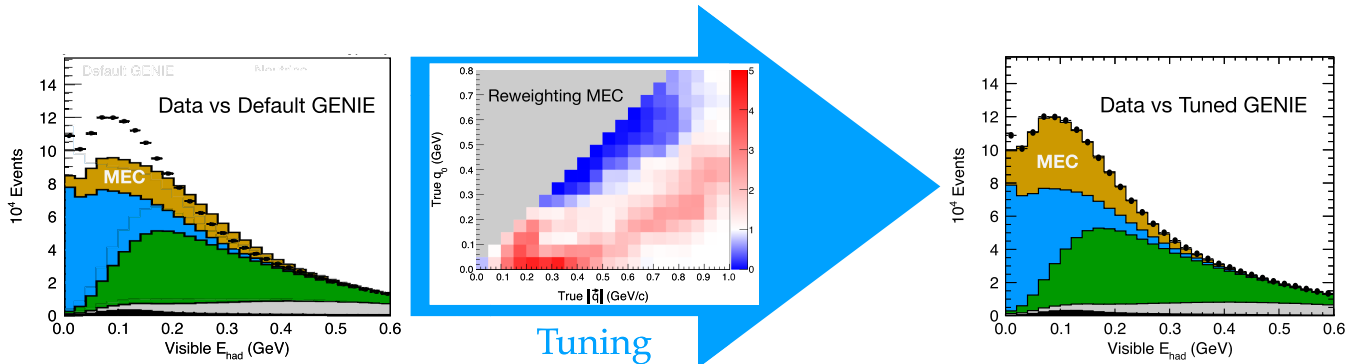 Default GENIE Neutrino
Data vs Default GENIE
MEC
10⁴ Events
14
12
10
8
6
4
2
0
0.0 0.1 0.2 0.3 0.4 0.5 0.6
Visible E_had (GeV)
Reweighting MEC
True q₀ (GeV)
0.8
0.7
0.6
0.5
0.4
0.3
0.2
0.1
0.0
0.0 0.1 0.2 0.3 0.4 0.5 0.6 0.7 0.8 0.9 1.0
True |q⃗| (GeV/c)
5
4
3
2
1
0
Tuning
Data vs Tuned GENIE
MEC
10⁴ Events
14
12
10
8
6
4
2
0
0.0 0.1 0.2 0.3 0.4 0.5 0.6
Visible E_had (GeV)